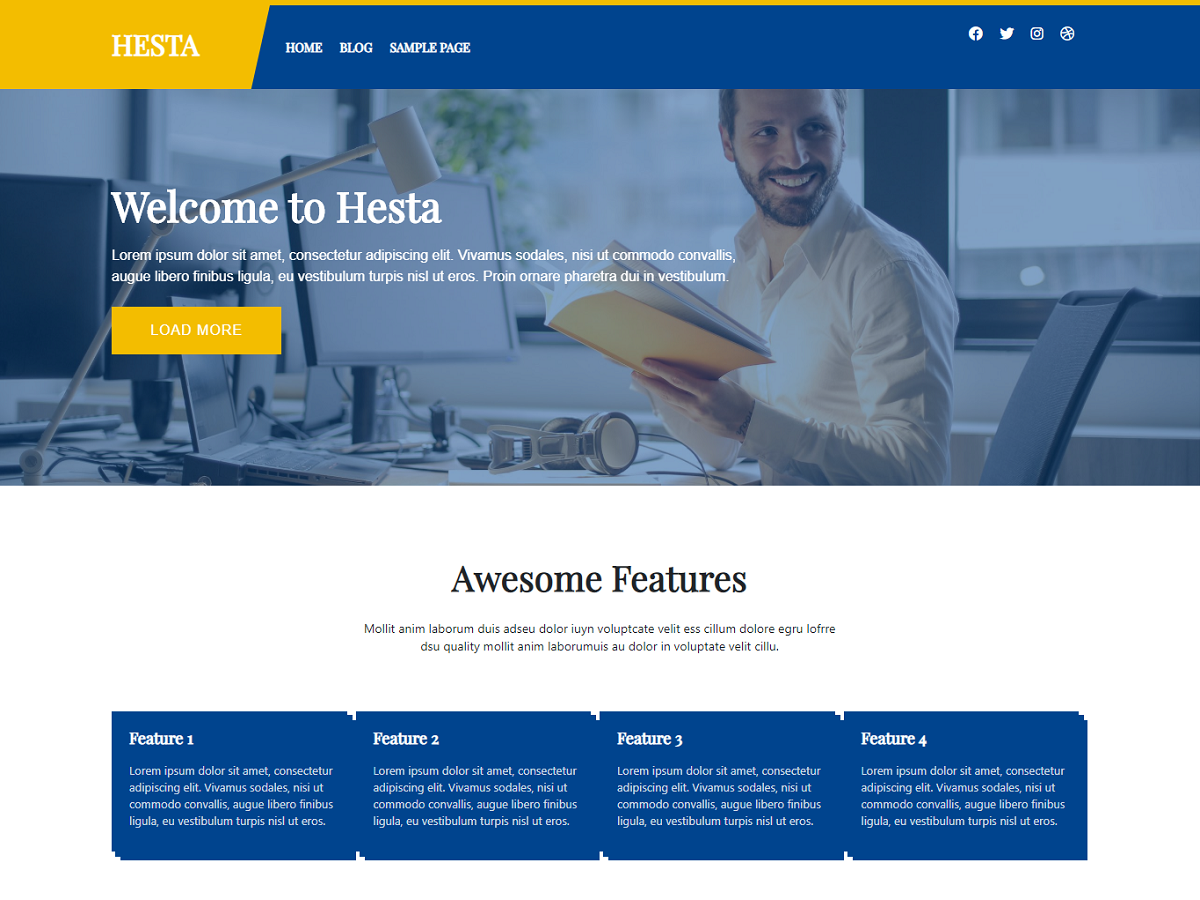 HESTA
HOME BLOG SAMPLE PAGE
Welcome to Hesta
Lorem ipsum dolor sit amet, consectetur adipiscing elit. Vivamus sodales, nisi ut commodo convallis,
augue libero finibus ligula, eu vestibulum turpis nisl ut eros. Proin ornare pharetra dui in vestibulum.
LOAD MORE
Awesome Features
Mollit anim laborum duis adseu dolor iuyn voluptcate velit ess cillum dolore egru lofrre
dsu quality mollit anim laborumuis au dolor in voluptate velit cillu.
Feature 1
Lorem ipsum dolor sit amet, consectetur
adipiscing elit. Vivamus sodales, nisi ut
commodo convallis, augue libero finibus
ligula, eu vestibulum turpis nisl ut eros.
Feature 2
Lorem ipsum dolor sit amet, consectetur
adipiscing elit. Vivamus sodales, nisi ut
commodo convallis, augue libero finibus
ligula, eu vestibulum turpis nisl ut eros.
Feature 3
Lorem ipsum dolor sit amet, consectetur
adipiscing elit. Vivamus sodales, nisi ut
commodo convallis, augue libero finibus
ligula, eu vestibulum turpis nisl ut eros.
Feature 4
Lorem ipsum dolor sit amet, consectetur
adipiscing elit. Vivamus sodales, nisi ut
commodo convallis, augue libero finibus
ligula, eu vestibulum turpis nisl ut eros.